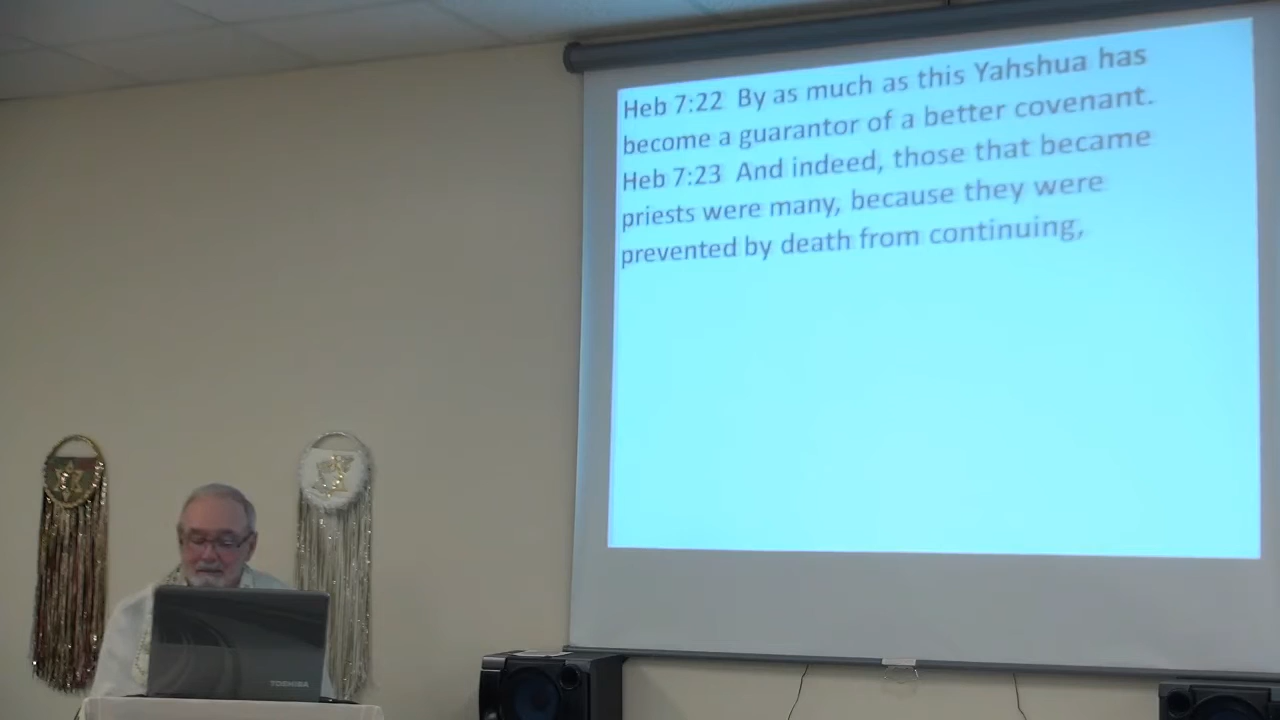 Heb 7:22 By as much as this Yahshua has
become a guarantor of a better covenant.
Heb 7:23 And indeed, those that became
priests were many, because they were
prevented by death from continuing,
TOSHIBA